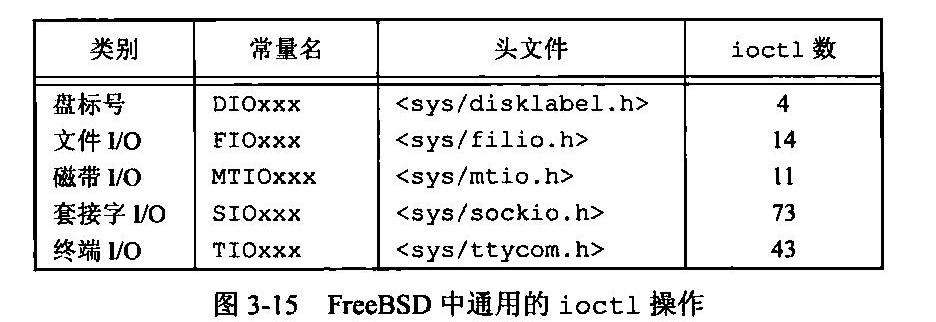 类别 常量名 头文件 ioctl 数
盘标号 DIOxxx <sys/disklabel.h> 4
文件 I/O FIOxxx <sys/filio.h> 14
磁带 I/O MTIOxxx <sys/mtio.h> 11
套接字 I/O SIOxxx <sys/sockio.h> 73
终端 I/O TIOxxx <sys/ttycom.h> 43
图 3-15 FreeBSD 中通用的 ioctl 操作